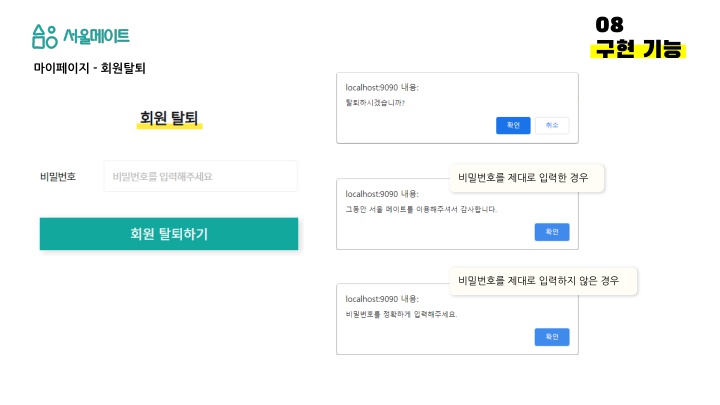 서울메이트
08
구현 기능
마이페이지 - 회원탈퇴
회원 탈퇴
비밀번호
비밀번호를 입력해주세요
회원 탈퇴하기
localhost:9090 내용:
탈퇴하시겠습니까?
확인
취소
비밀번호를 제대로 입력한 경우
localhost:9090 내용:
그동안 서울 메이트를 이용해주셔서 감사합니다.
확인
비밀번호를 제대로 입력하지 않은 경우
localhost:9090 내용:
비밀번호를 정확하게 입력해주세요.
확인